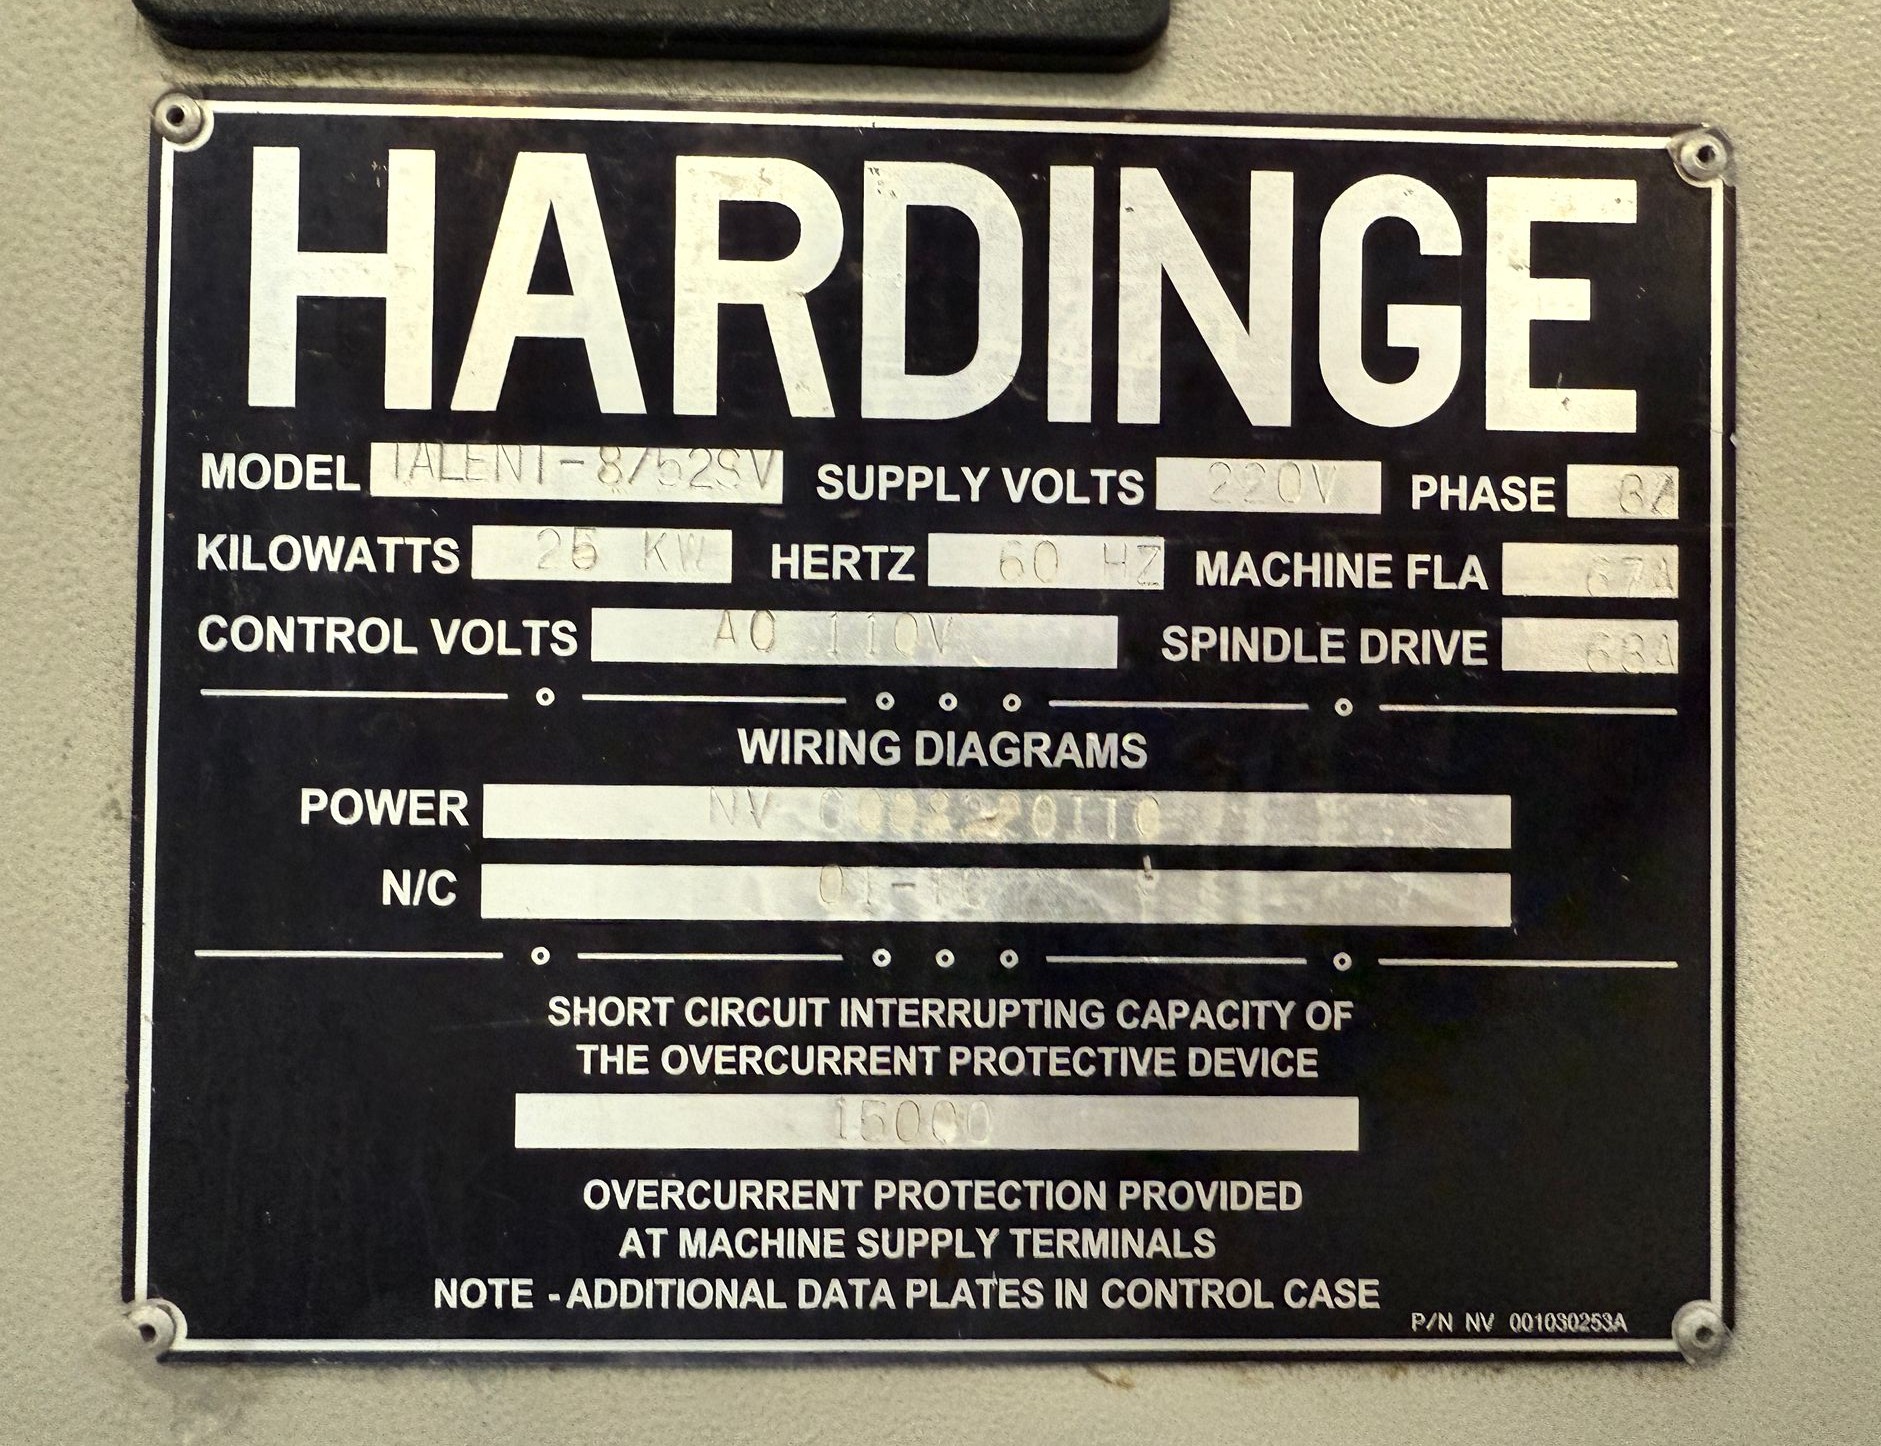 HARDINGE
MODEL TALENT-8/52SV SUPPLY VOLTS 220V PHASE
KILOWATTS 25 KW HERTZ 60 HZ MACHINE FLA 67A
CONTROL VOLTS AC 110V SPINDLE DRIVE
WIRING DIAGRAMS
POWER NV
N/C
SHORT CIRCUIT INTERRUPTING CAPACITY OF
THE OVERCURRENT PROTECTIVE DEVICE
15000
OVERCURRENT PROTECTION PROVIDED
AT MACHINE SUPPLY TERMINALS
NOTE - ADDITIONAL DATA PLATES IN CONTROL CASE
P/N NV 001030253A